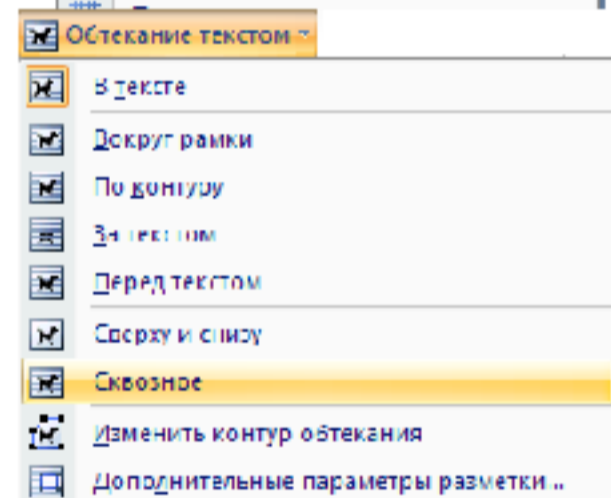 Обтекание текстом
В тексте
Вокруг рамки
По контуру
За текстом
Перед текстом
Сверху и снизу
Сквозное
Изменить контур обтекания
Дополнительные параметры разметки...